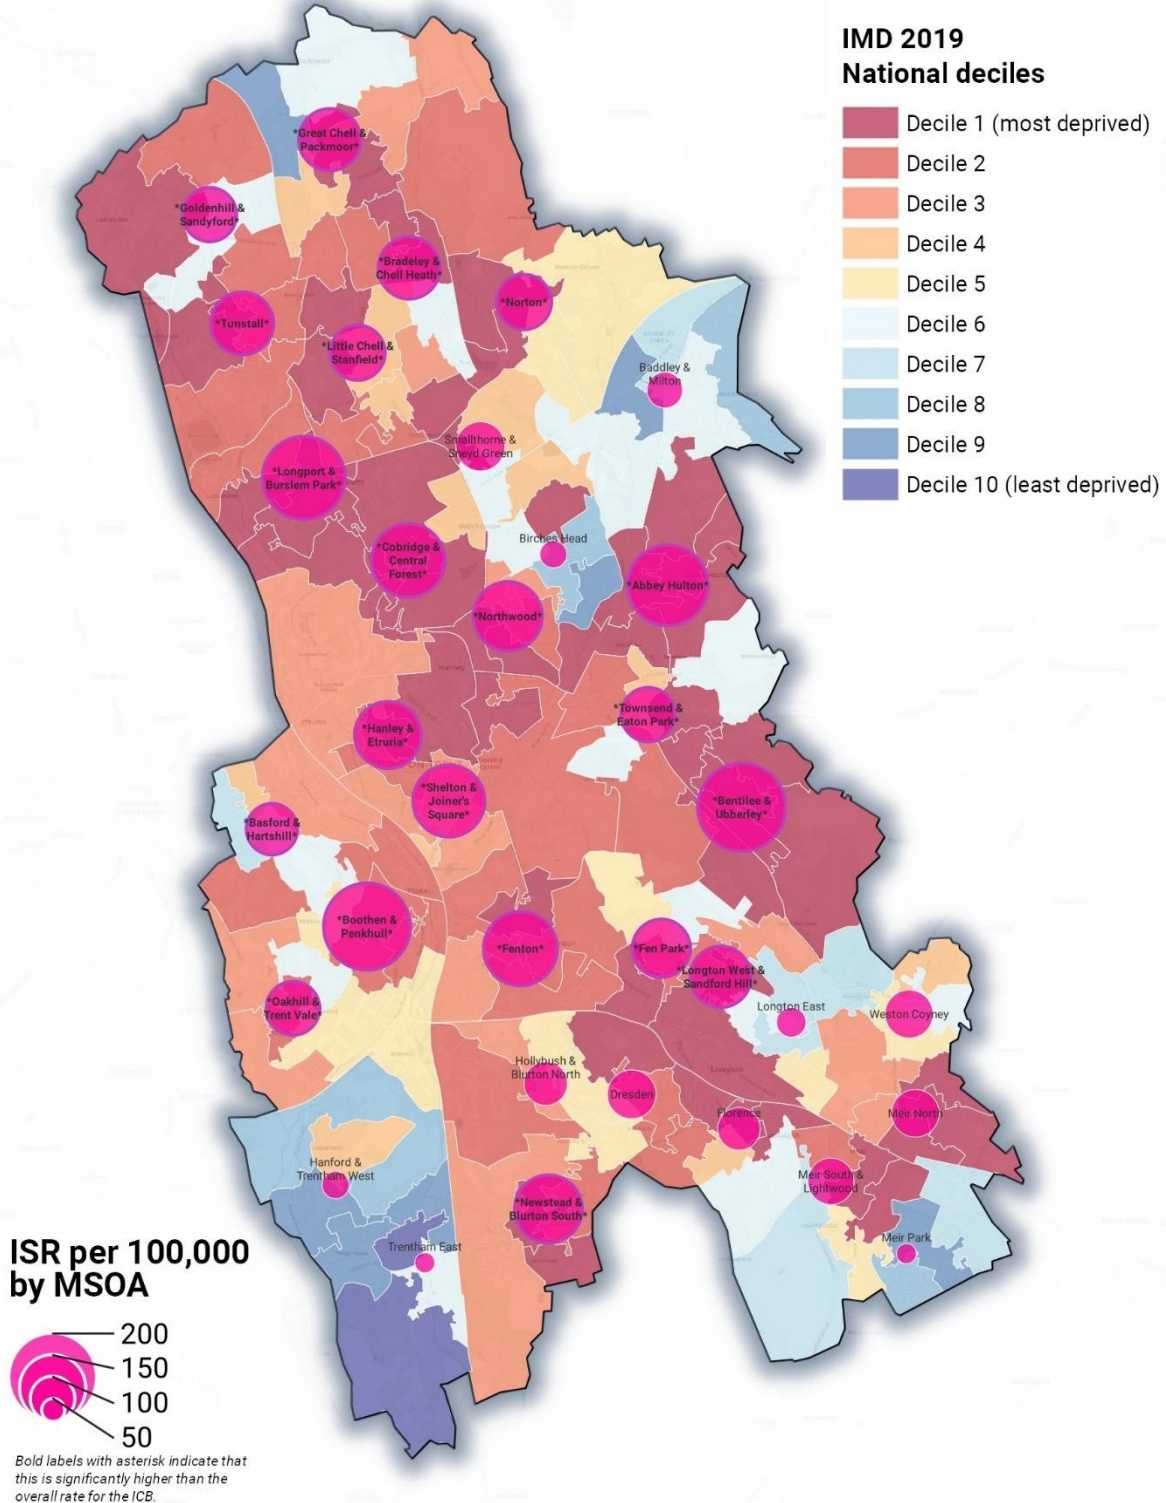 IMD 2019
National deciles
Decile 1 (most deprived)
Decile 2
Decile 3
Decile 4
Decile 5
Decile 6
Decile 7
Decile 8
Decile 9
Decile 10 (least deprived)
*Great Chell &
Packmoor*
*Goldenhill &
Sandyford*
*Bradeley &
Chell Heath*
*Norton*
*Tunstall*
*Little Chell &
Stanfield*
Baddley &
Milton
Smallthorne &
Sneyd Green
*Longport &
Burslem Park*
Birches Head
*Cobridge &
Central
Forest*
*Abbey Hulton*
*Northwood*
*Townsend &
Eaton Park*
*Hanley &
Etruria*
*Shelton &
Joiner's
Square*
*Bentilee &
Ubberley*
*Basford &
Hartshill*
*Boothen &
Penkhull*
*Fenton*
*Fen Park*
*Longton West &
Sandford Hill*
*Oakhill &
Trent Vale*
Longton East
Weston Coyney
Hollybush &
Blurton North
Dresden
Florence
Meir North
Hanford &
Trentham West
Meir South &
Lightwood
*Newstead &
Blurton South*
Meir Park
Trentham East
ISR per 100,000
by MSOA
200
150
100
50
Bold labels with asterisk indicate that
this is significantly higher than the
overall rate for the ICB.